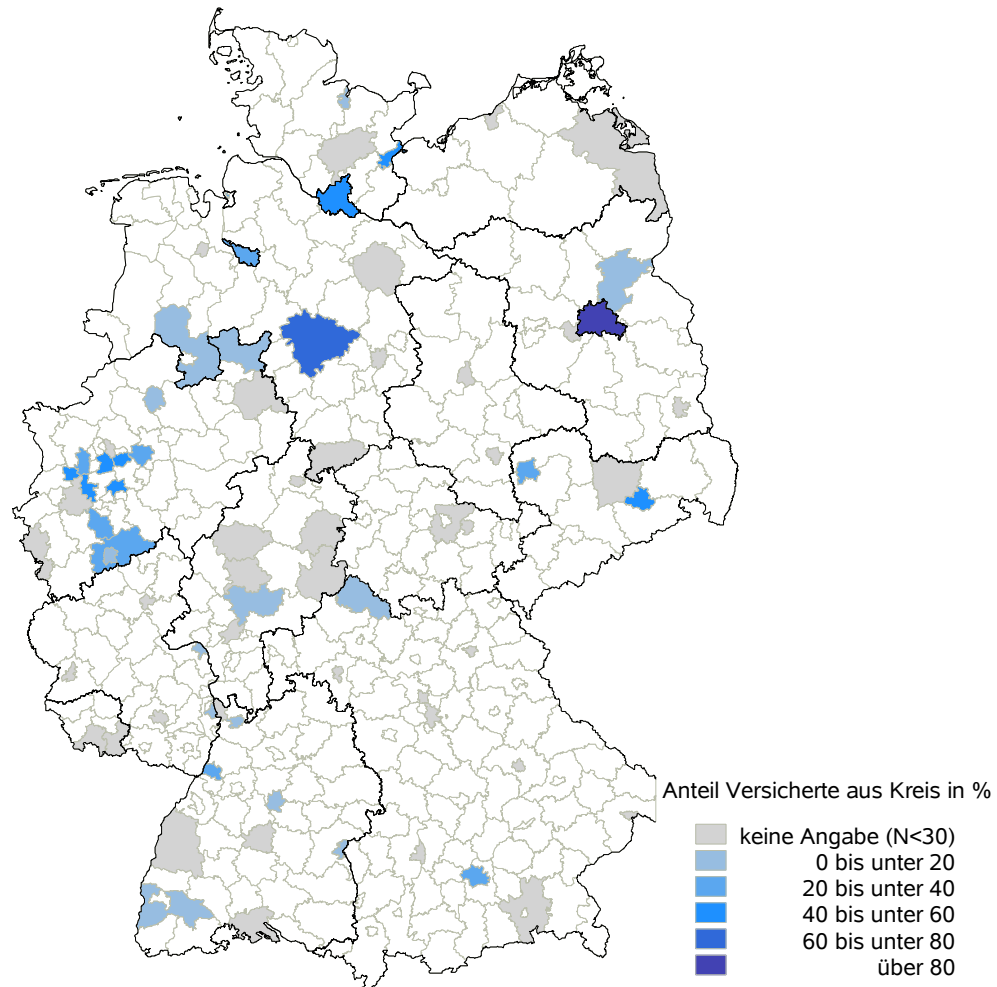 Anteil Versicherte aus Kreis in %
keine Angabe (N<30)
0 bis unter 20
20 bis unter 40
40 bis unter 60
60 bis unter 80
über 80